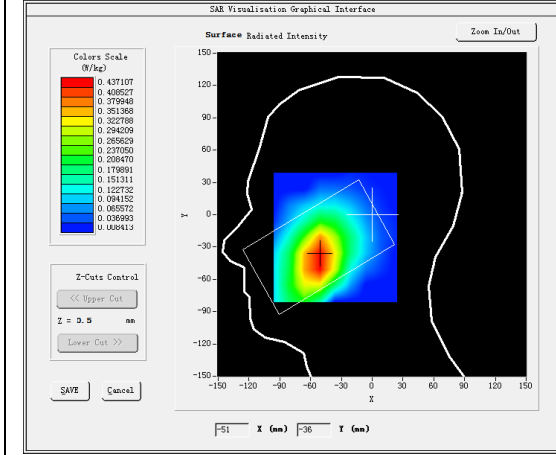 SAR Visualisation Graphical Interface
Surface Radiated Intensity
Zoom In/Out
Colors Scale
(W/kg)
0.437107
0.408527
0.379948
0.351368
0.322788
0.294209
0.265629
0.237050
0.208470
0.179891
0.151311
0.122732
0.094152
0.065572
0.036993
0.008413
Z-Cuts Control
<< Upper Cut
Z = 0.5 mm
Lower Cut >>
SAVE
Cancel
150
120
90
60
30
0
-30
-60
-90
-120
-150
Y
-150 -120 -90 -60 -30 0 30 60 90 120 150
X
-51 X (mm) -36 Y (mm)